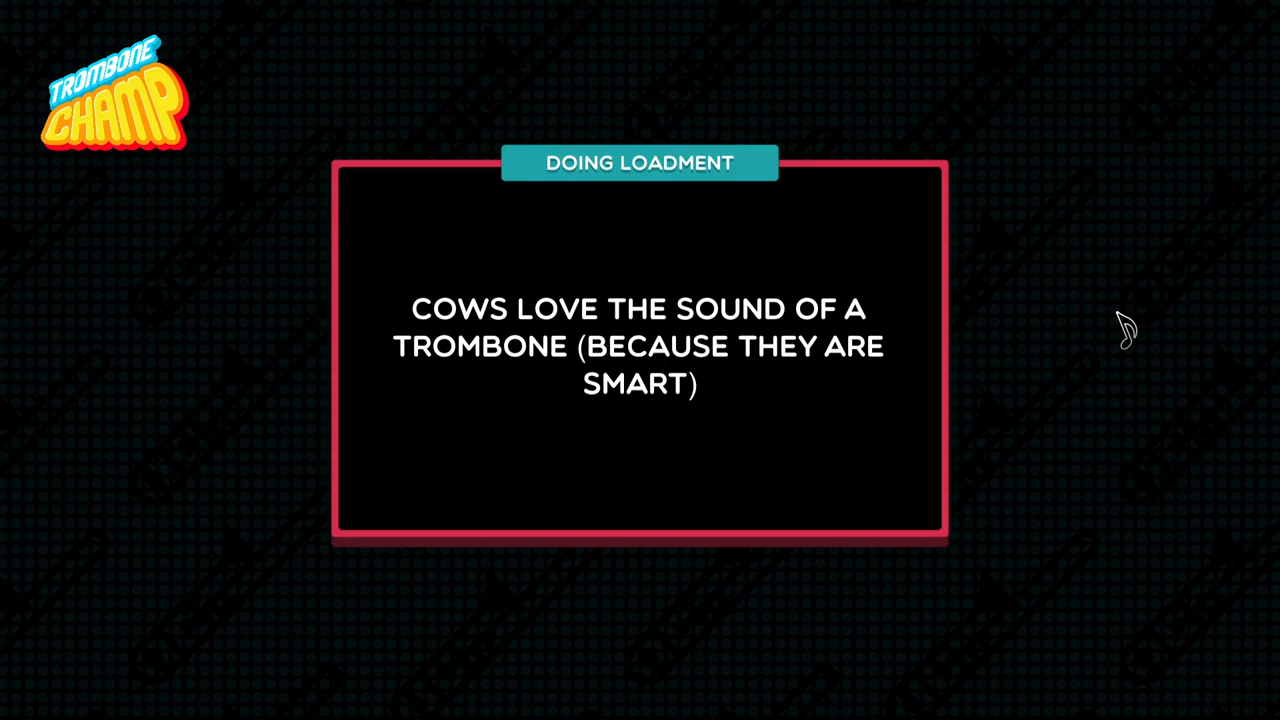 TROMBONE
CHAMP
DOING LOADMENT
COWS LOVE THE SOUND OF A
TROMBONE (BECAUSE THEY ARE
SMART)